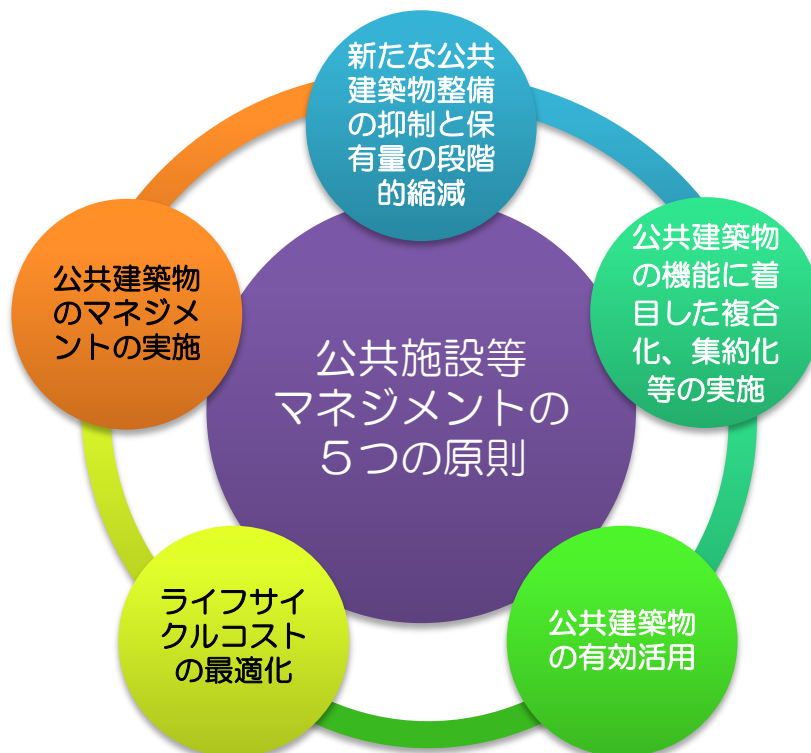 新たな公共
建築物整備
の抑制と保
有量の段階
的縮減
公共建築物
の機能に着
目した複合
化、集約化
等の実施
公共建築物
の有効活用
ライフサイ
クルコスト
の最適化
公共建築物
のマネジメ
ントの実施
公共施設等
マネジメントの
５つの原則